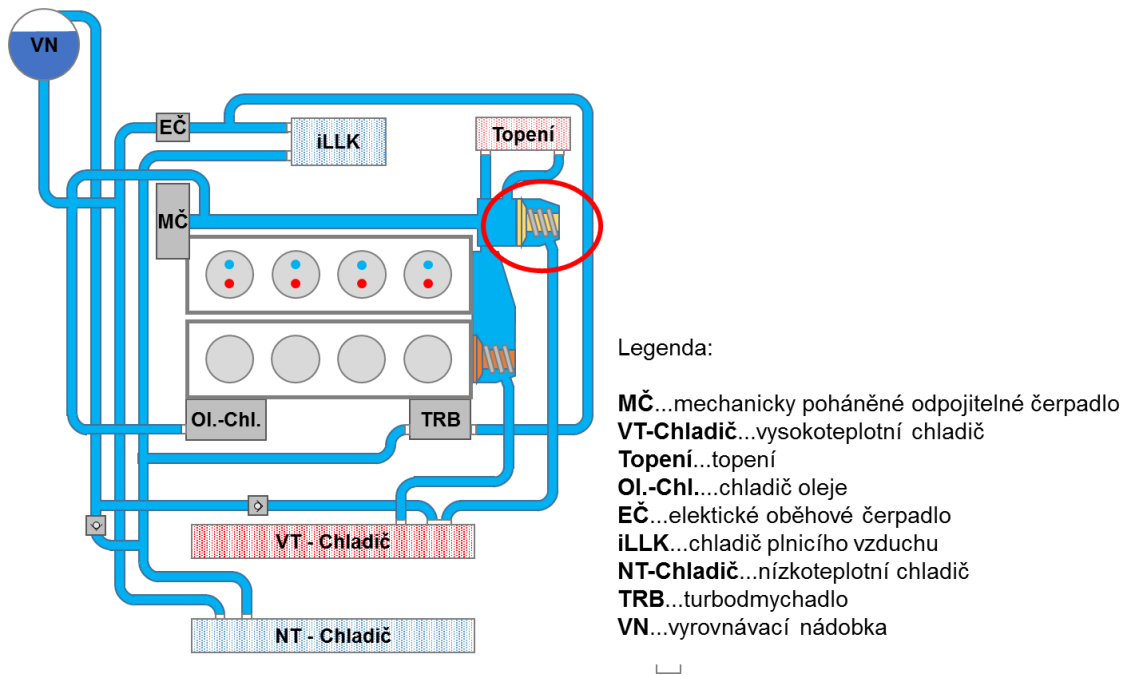 VN
EČ
iLLK
Topení
MČ
Ol.-Chl.
TRB
VT - Chladič
NT - Chladič
Legenda:
MČ...mechanicky poháněné odpojitelné čerpadlo
VT-Chladič...vysokoteplotní chladič
Topení...topení
Ol.-Chl....chladič oleje
EČ...elektické oběhové čerpadlo
iLLK...chladič plnicího vzduchu
NT-Chladič...nízkoteplotní chladič
TRB...turbodmychadlo
VN...vyrovnávací nádobka